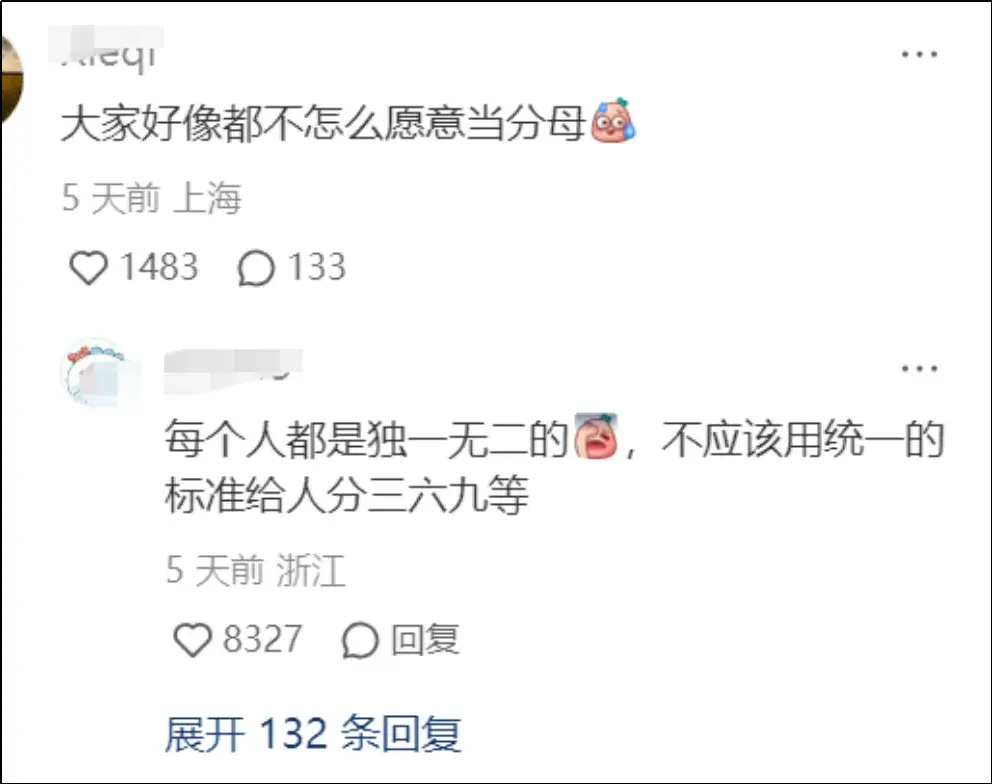 大家好像都不怎么愿意当分母
5 天前 上海
1483 133
每个人都是独一无二的，不应该用统一的
标准给人分三六九等
5 天前 浙江
8327 回复
展开 132 条回复